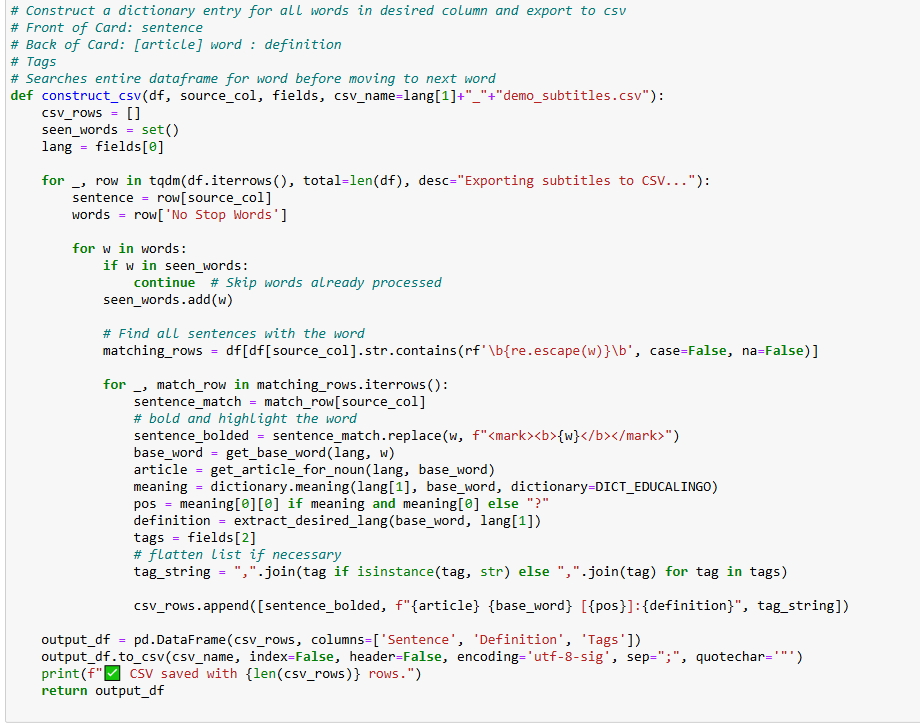 # Construct a dictionary entry for all words in desired column and export to csv
# Front of Card: sentence
# Back of Card: [article] word : definition
# Tags
# Searches entire dataframe for word before moving to next word
def construct_csv(df, source_col, fields, csv_name=lang[1]+"_"+"demo_subtitles.csv"):
    csv_rows = []
    seen_words = set()
    lang = fields[0]

    for _, row in tqdm(df.iterrows(), total=len(df), desc="Exporting subtitles to CSV..."):
        sentence = row[source_col]
        words = row['No Stop Words']

        for w in words:
            if w in seen_words:
                continue  # Skip words already processed
            seen_words.add(w)

            # Find all sentences with the word
            matching_rows = df[df[source_col].str.contains(rf'\b{re.escape(w)}\b', case=False, na=False)]

            for _, match_row in matching_rows.iterrows():
                sentence_match = match_row[source_col]
                # bold and highlight the word
                sentence_bolded = sentence_match.replace(w, f"<mark><b>{w}</b></mark>")
                base_word = get_base_word(lang, w)
                article = get_article_for_noun(lang, base_word)
                meaning = dictionary.meaning(lang[1], base_word, dictionary=DICT_EDUCALINGO)
                pos = meaning[0][0] if meaning and meaning[0] else "?"
                definition = extract_desired_lang(base_word, lang[1])
                tags = fields[2]
                # flatten list if necessary
                tag_string = ",".join(tag if isinstance(tag, str) else ",".join(tag) for tag in tags)

                csv_rows.append([sentence_bolded, f"{article} {base_word} [{pos}]:{definition}", tag_string])

    output_df = pd.DataFrame(csv_rows, columns=['Sentence', 'Definition', 'Tags'])
    output_df.to_csv(csv_name, index=False, header=False, encoding='utf-8-sig', sep=";", quotechar='"')
    print(f"✅ CSV saved with {len(csv_rows)} rows.")
    return output_df